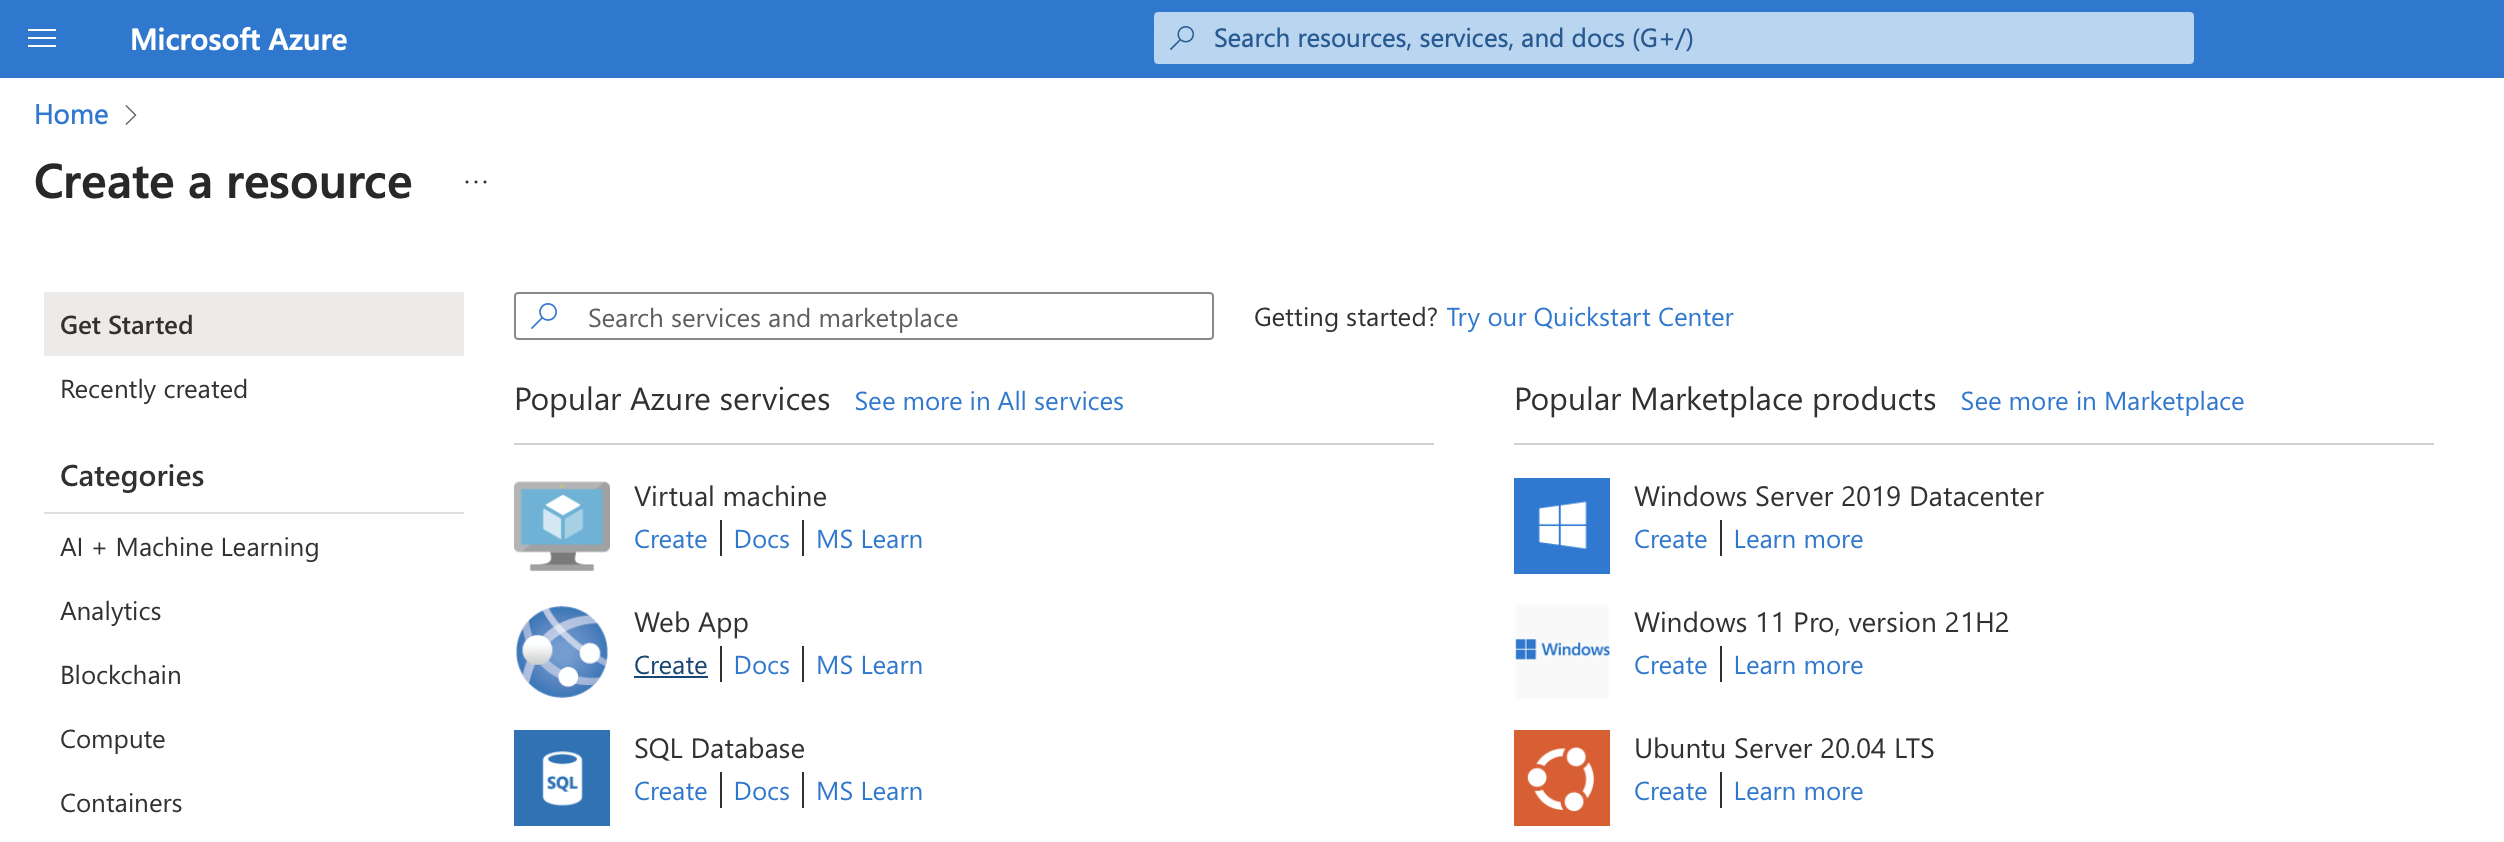 Microsoft Azure
Search resources, services, and docs (G+/)
Home
Create a resource
...
Get Started
Recently created
Categories
AI + Machine Learning
Analytics
Blockchain
Compute
Containers
Search services and marketplace
Getting started? Try our Quickstart Center
Popular Azure services See more in All services
Virtual machine
Create | Docs | MS Learn
Web App
Create | Docs | MS Learn
SQL
SQL Database
Create | Docs | MS Learn
Popular Marketplace products See more in Marketplace
Windows Server 2019 Datacenter
Create | Learn more
Windows
Windows 11 Pro, version 21H2
Create | Learn more
Ubuntu Server 20.04 LTS
Create | Learn more